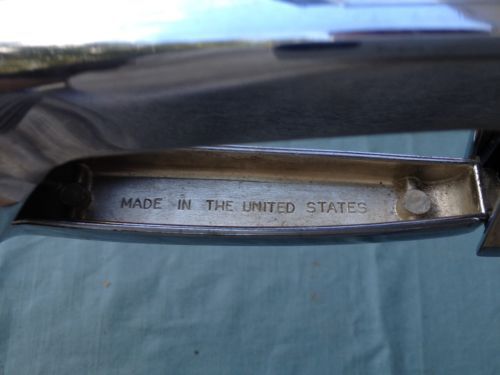 MADE IN THE UNITED STATES